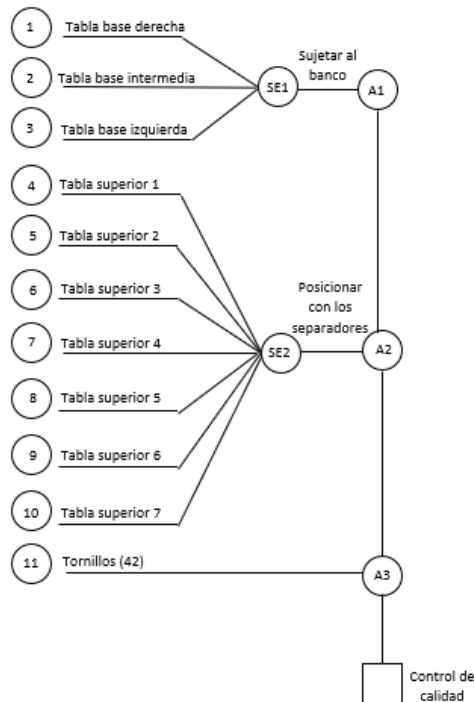 1 Tabla base derecha
Sujetar al
banco
2 Tabla base intermedia
SE1
A1
3 Tabla base izquierda
4 Tabla superior 1
5 Tabla superior 2
6 Tabla superior 3
Posicionar
con los
separadores
7 Tabla superior 4
SE2
A2
8 Tabla superior 5
9 Tabla superior 6
10 Tabla superior 7
11 Tornillos (42)
A3
Control de
calidad